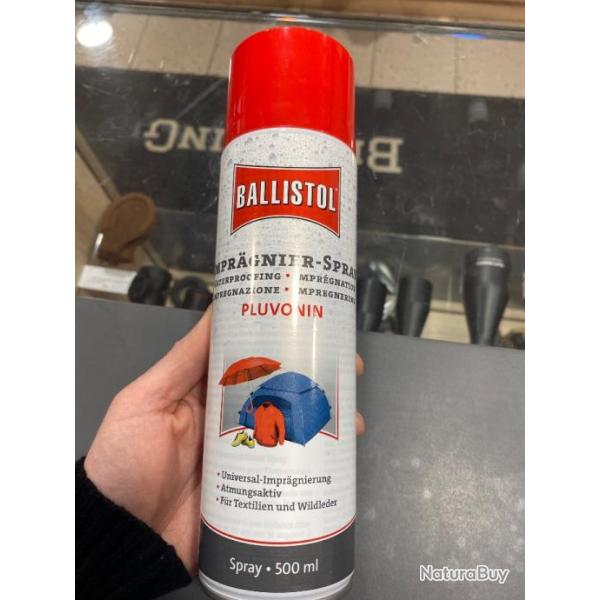 BALLISTOL
IMPRÄGNIER-SPRAY
WATERPROOFING • IMPRÉGNATION
IMPREGNAZIONE • IMPREGNERING
PLUVONIN
• Universal-Imprägnierung
• Atmungsaktiv
• Für Textilien und Wildleder
Spray • 500 ml
NaturaBuy